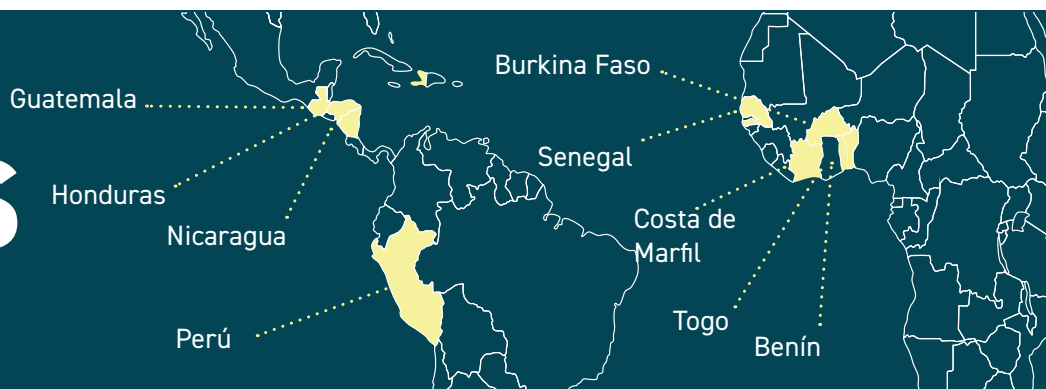 Guatemala
Honduras
Nicaragua
Perú
Burkina Faso
Senegal
Costa de
Marfil
Togo
Benín